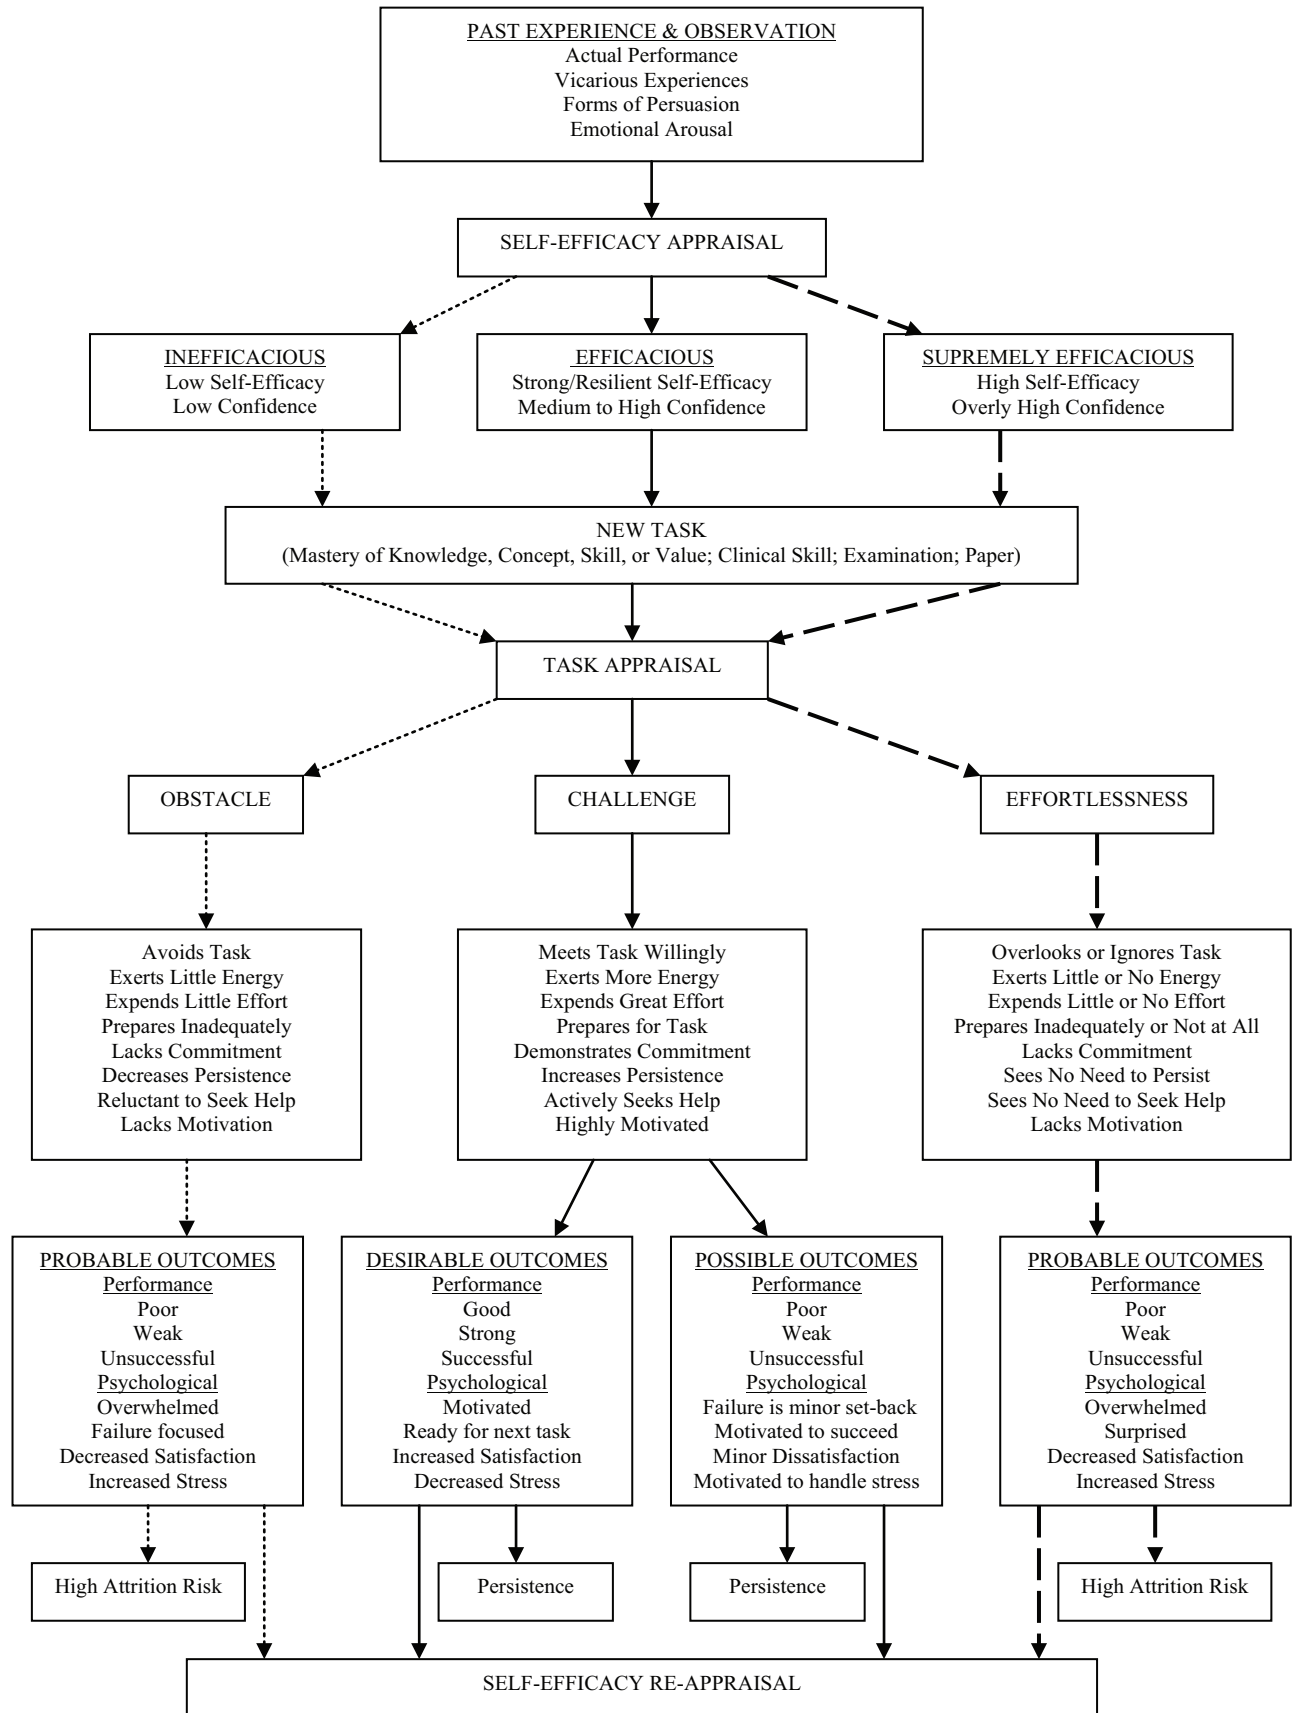 PAST EXPERIENCE & OBSERVATION
Actual Performance
Vicarious Experiences
Forms of Persuasion
Emotional Arousal
SELF-EFFICACY APPRAISAL
INEFFICACIOUS
Low Self-Efficacy
Low Confidence
EFFICACIOUS
Strong/Resilient Self-Efficacy
Medium to High Confidence
SUPREMELY EFFICACIOUS
High Self-Efficacy
Overly High Confidence
NEW TASK
(Mastery of Knowledge, Concept, Skill, or Value; Clinical Skill; Examination; Paper)
TASK APPRAISAL
OBSTACLE
CHALLENGE
EFFORTLESSNESS
Avoids Task
Exerts Little Energy
Expends Little Effort
Prepares Inadequately
Lacks Commitment
Decreases Persistence
Reluctant to Seek Help
Lacks Motivation
Meets Task Willingly
Exerts More Energy
Expends Great Effort
Prepares for Task
Demonstrates Commitment
Increases Persistence
Actively Seeks Help
Highly Motivated
Overlooks or Ignores Task
Exerts Little or No Energy
Expends Little or No Effort
Prepares Inadequately or Not at All
Lacks Commitment
Sees No Need to Persist
Sees No Need to Seek Help
Lacks Motivation
PROBABLE OUTCOMES
Performance
Poor
Weak
Unsuccessful
Psychological
Overwhelmed
Failure focused
Decreased Satisfaction
Increased Stress
DESIRABLE OUTCOMES
Performance
Good
Strong
Successful
Psychological
Motivated
Ready for next task
Increased Satisfaction
Decreased Stress
POSSIBLE OUTCOMES
Performance
Poor
Weak
Unsuccessful
Psychological
Failure is minor set-back
Motivated to succeed
Minor Dissatisfaction
Motivated to handle stress
PROBABLE OUTCOMES
Performance
Poor
Weak
Unsuccessful
Psychological
Overwhelmed
Surprised
Decreased Satisfaction
Increased Stress
High Attrition Risk
Persistence
Persistence
High Attrition Risk
SELF-EFFICACY RE-APPRAISAL